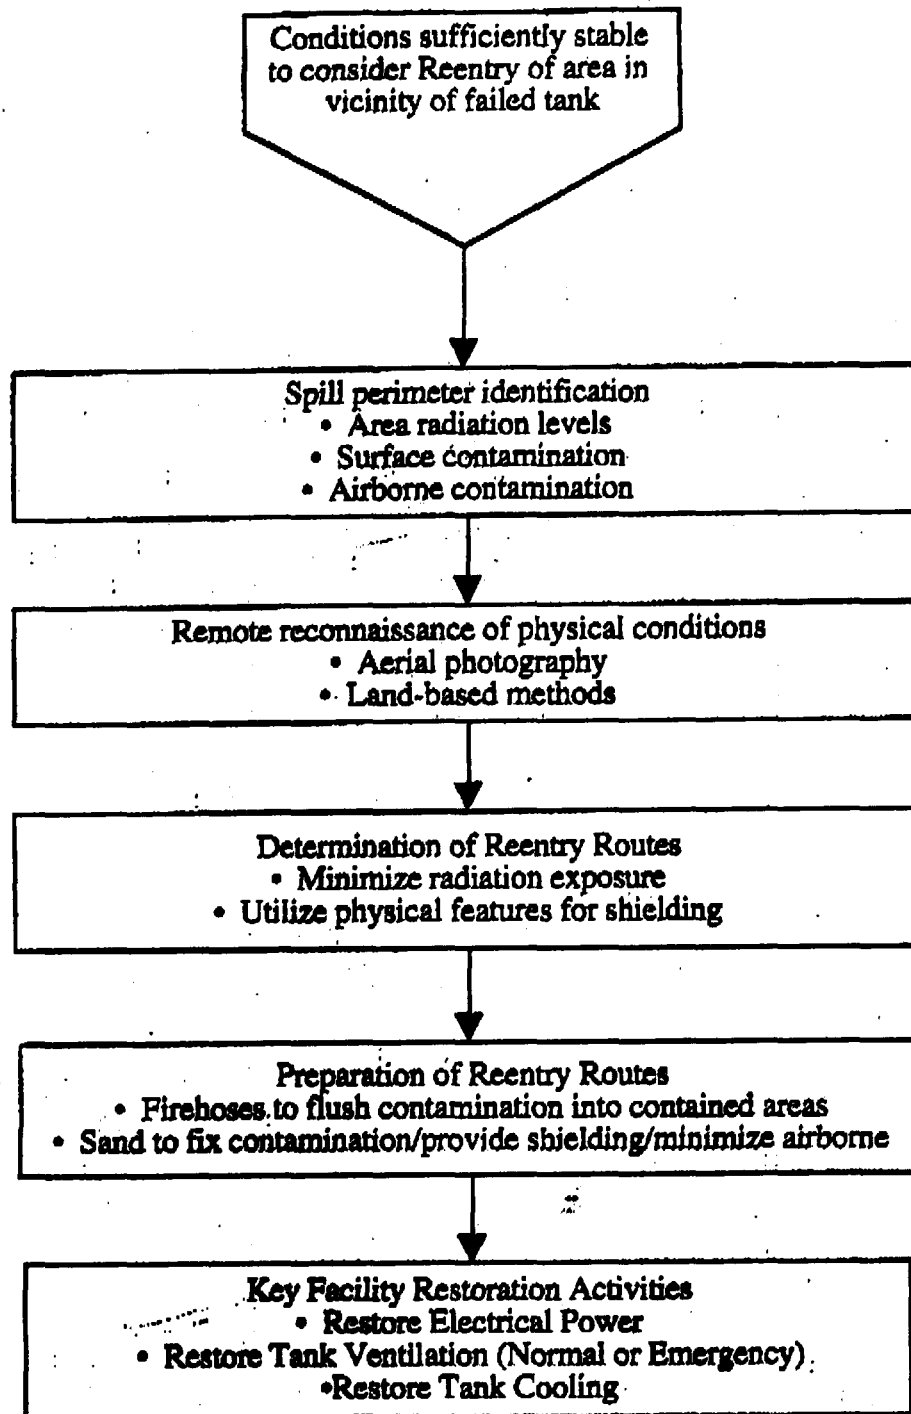 Conditions sufficiently stable
to consider Reentry of area in
vicinity of failed tank
Spill perimeter identification
• Area radiation levels
• Surface contamination
• Airborne contamination
Remote reconnaissance of physical conditions
• Aerial photography
• Land-based methods
Determination of Reentry Routes
• Minimize radiation exposure
• Utilize physical features for shielding
Preparation of Reentry Routes
• Firehoses to flush contamination into contained areas
• Sand to fix contamination/provide shielding/minimize airborne
Key Facility Restoration Activities
• Restore Electrical Power
• Restore Tank Ventilation (Normal or Emergency)
•Restore Tank Cooling